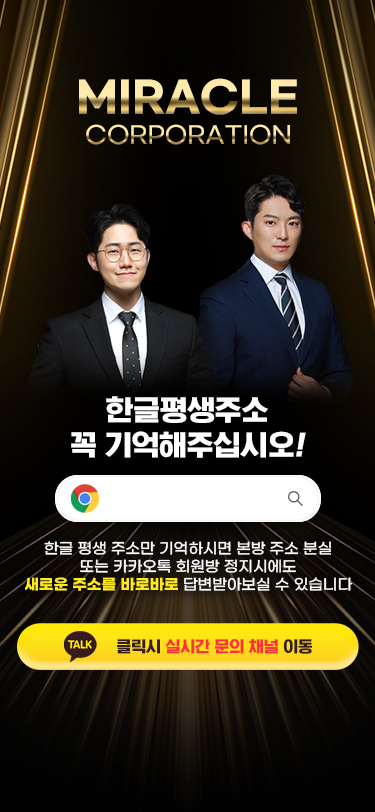 MIRACLE
CORPORATION
한글평생주소
꼭 기억해주십시오!
한글 평생 주소만 기억하시면 본방 주소 분실
또는 카카오톡 회원방 정지시에도
새로운 주소를 바로바로 답변받아보실 수 있습니다
TALK 클릭시 실시간 문의 채널 이동